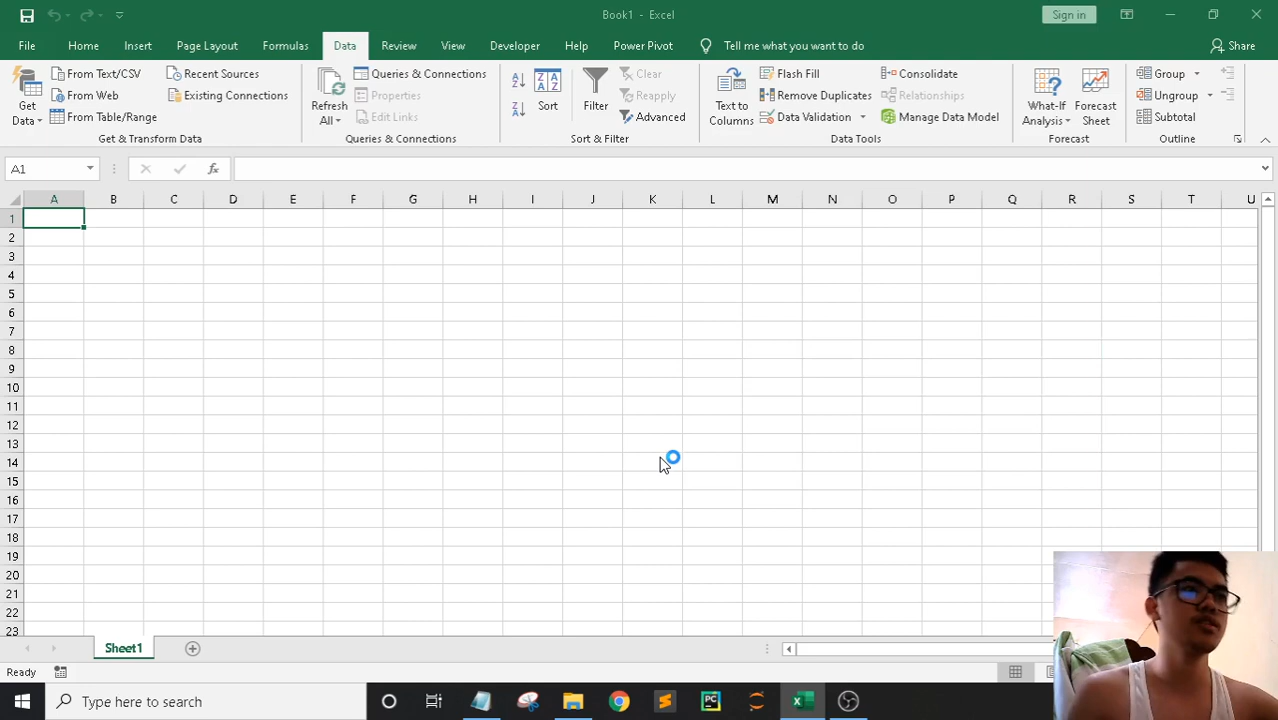 Book1 - Excel
Sign in
File Home Insert Page Layout Formulas Data Review View Developer Help Power Pivot Tell me what you want to do Share
Get Data
From Text/CSV
From Web
From Table/Range
Recent Sources
Existing Connections
Get & Transform Data
Refresh All
Queries & Connections
Properties
Edit Links
Queries & Connections
A Z
Z A
Z A A Z
Sort
Filter
Clear
Reapply
Advanced
Sort & Filter
Text to Columns
Flash Fill
Remove Duplicates
Data Validation
Consolidate
Relationships
Manage Data Model
Data Tools
What-If Analysis
Forecast Sheet
Forecast
Group
Ungroup
Subtotal
Outline
A1
fx
A B C D E F G H I J K L M N O P Q R S T U
1
2
3
4
5
6
7
8
9
10
11
12
13
14
15
16
17
18
19
20
21
22
23
Sheet1
Ready
Type here to search
PC